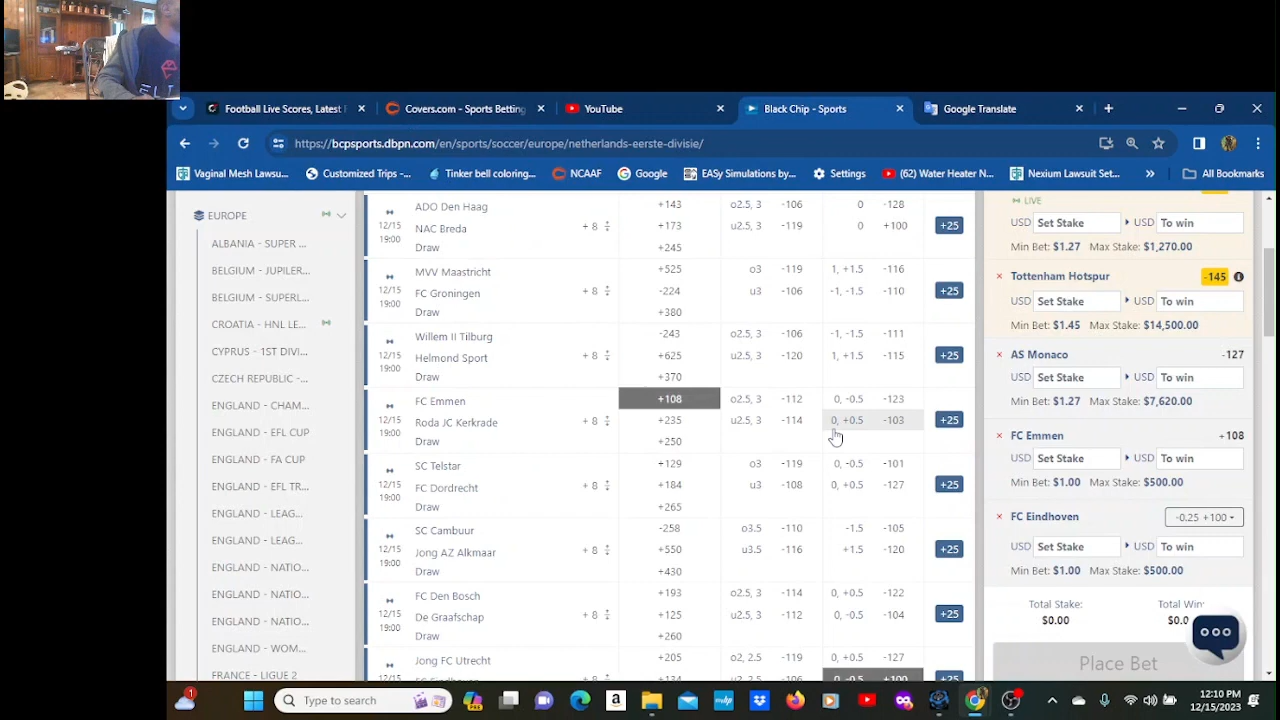 Football Live Scores, Latest F
Covers.com - Sports Betting
YouTube
Black Chip - Sports
Google Translate
https://bcpsports.dbpn.com/en/sports/soccer/europe/netherlands-eerste-divisie/
Vaginal Mesh Lawsu...
Customized Trips -...
Tinker bell coloring...
NCAAF
Google
EASy Simulations by...
Settings
(62) Water Heater N...
Nexium Lawsuit Set...
»
All Bookmarks
EUROPE
ALBANIA - SUPER ...
BELGIUM - JUPILER...
BELGIUM - SUPERL...
CROATIA - HNL LE...
CYPRUS - 1ST DIVI...
CZECH REPUBLIC -...
ENGLAND - CHAM...
ENGLAND - EFL CUP
ENGLAND - FA CUP
ENGLAND - EFL TR...
ENGLAND - LEAG...
ENGLAND - LEAG...
ENGLAND - NATIO...
ENGLAND - NATIO...
ENGLAND - NATIO...
ENGLAND - WOM...
FRANCE - LIGUE 2
ADO Den Haag +143 o2.5, 3 -106 0 -128
12/15 19:00 NAC Breda +8 +173 u2.5, 3 -119 0 +100 +25
Draw +245
MVV Maastricht +525 o3 -119 1, +1.5 -116
12/15 19:00 FC Groningen +8 -224 u3 -106 -1, -1.5 -110 +25
Draw +380
Willem II Tilburg -243 o2.5, 3 -106 -1, -1.5 -111
12/15 19:00 Helmond Sport +8 +625 u2.5, 3 -120 1, +1.5 -115 +25
Draw +370
FC Emmen +108 o2.5, 3 -112 0, -0.5 -123
12/15 19:00 Roda JC Kerkrade +8 +235 u2.5, 3 -114 0, +0.5 -103 +25
Draw +250
SC Telstar +129 o3 -119 0, -0.5 -101
12/15 19:00 FC Dordrecht +8 +184 u3 -108 0, +0.5 -127 +25
Draw +265
SC Cambuur -258 o3.5 -110 -1.5 -105
12/15 19:00 Jong AZ Alkmaar +8 +550 u3.5 -116 +1.5 -120 +25
Draw +430
FC Den Bosch +193 o2.5, 3 -114 0, +0.5 -122
12/15 19:00 De Graafschap +8 +125 u2.5, 3 -112 0, -0.5 -104 +25
Draw +260
Jong FC Utrecht +205 o2, 2.5 -119 0, +0.5 -127
LIVE
USD Set Stake USD To win
Min Bet: $1.27 Max Stake: $1,270.00
Tottenham Hotspur -145
USD Set Stake USD To win
Min Bet: $1.45 Max Stake: $14,500.00
AS Monaco -127
USD Set Stake USD To win
Min Bet: $1.27 Max Stake: $7,620.00
FC Emmen +108
USD Set Stake USD To win
Min Bet: $1.00 Max Stake: $500.00
FC Eindhoven -0.25 +100
USD Set Stake USD To win
Min Bet: $1.00 Max Stake: $500.00
Total Stake: Total Win:
$0.00
Place Bet
1
Type here to search
12:10 PM
12/15/2023